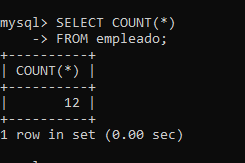 mysql> SELECT COUNT(*)
    -> FROM empleado;
+----------+
| COUNT(*) |
+----------+
|       12 |
+----------+
1 row in set (0.00 sec)